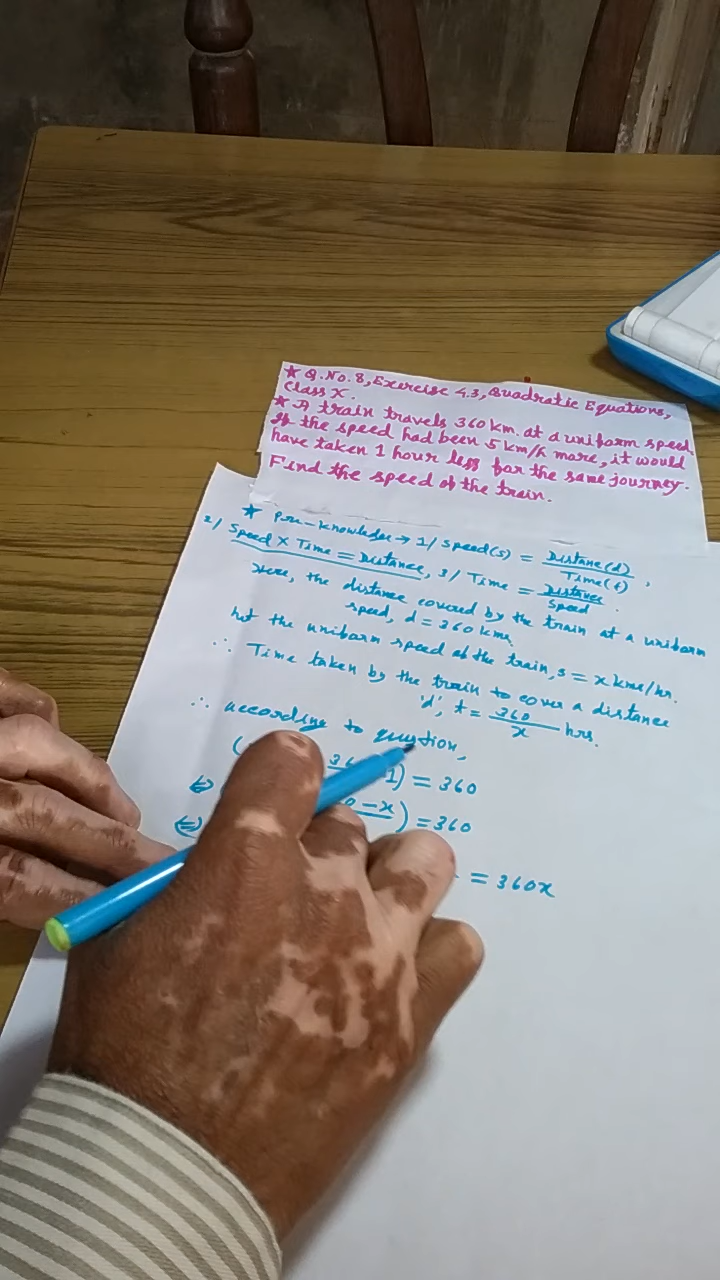 ★ Q.No.8, Exercise 4.3, Quadratic Equations,
Class X.
★ A train travels 360 km. at a uniform speed.
If the speed had been 5 km/h more, it would
have taken 1 hour less for the same journey.
Find the speed of the train.
★ Pre-knowledge → 1/ Speed(s) = Distance(d)/Time(t),
2/ Speed × Time = Distance, 3/ Time = Distance/Speed.
Here, the distance covered by the train at a uniform
speed, d = 360 kms.
Let the uniform speed of the train, s = x kms/hr.
∴ Time taken by the train to cover a distance
'd', t = 360/x hrs.
∴ according to question,
( 1) = 360
⇔ - x) = 360
⇔ = 360x